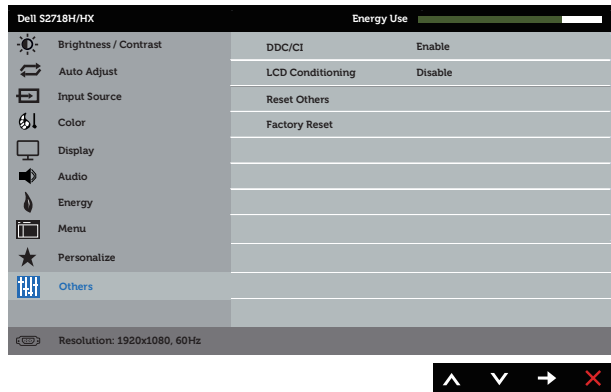 Dell S2718H/HX Energy Use
Brightness / Contrast
Auto Adjust
Input Source
Color
Display
Audio
Energy
Menu
Personalize
Others
DDC/CI Enable
LCD Conditioning Disable
Reset Others
Factory Reset
Resolution: 1920x1080, 60Hz